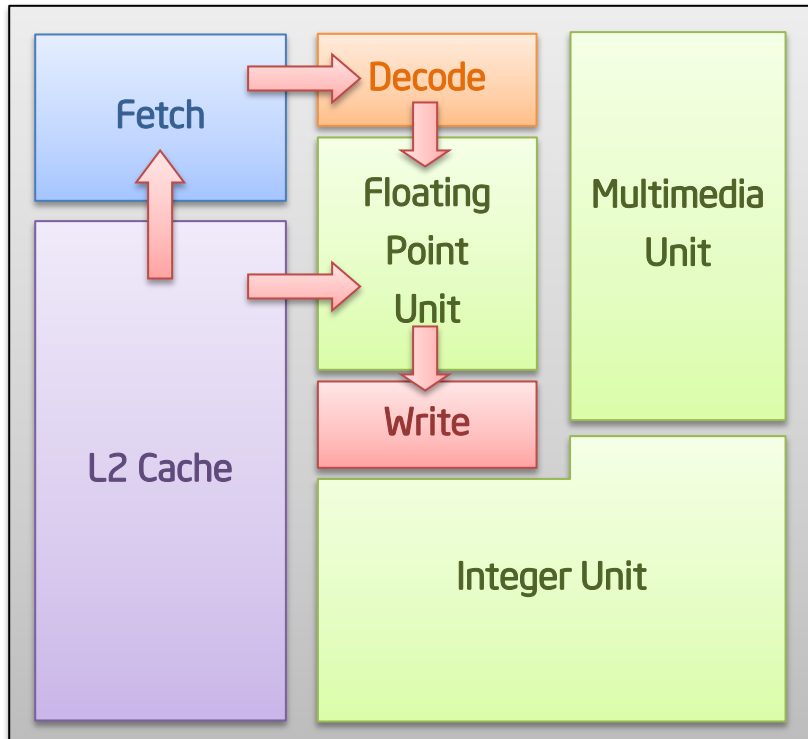 Fetch
Decode
Floating
Point
Unit
Multimedia
Unit
Write
L2 Cache
Integer Unit